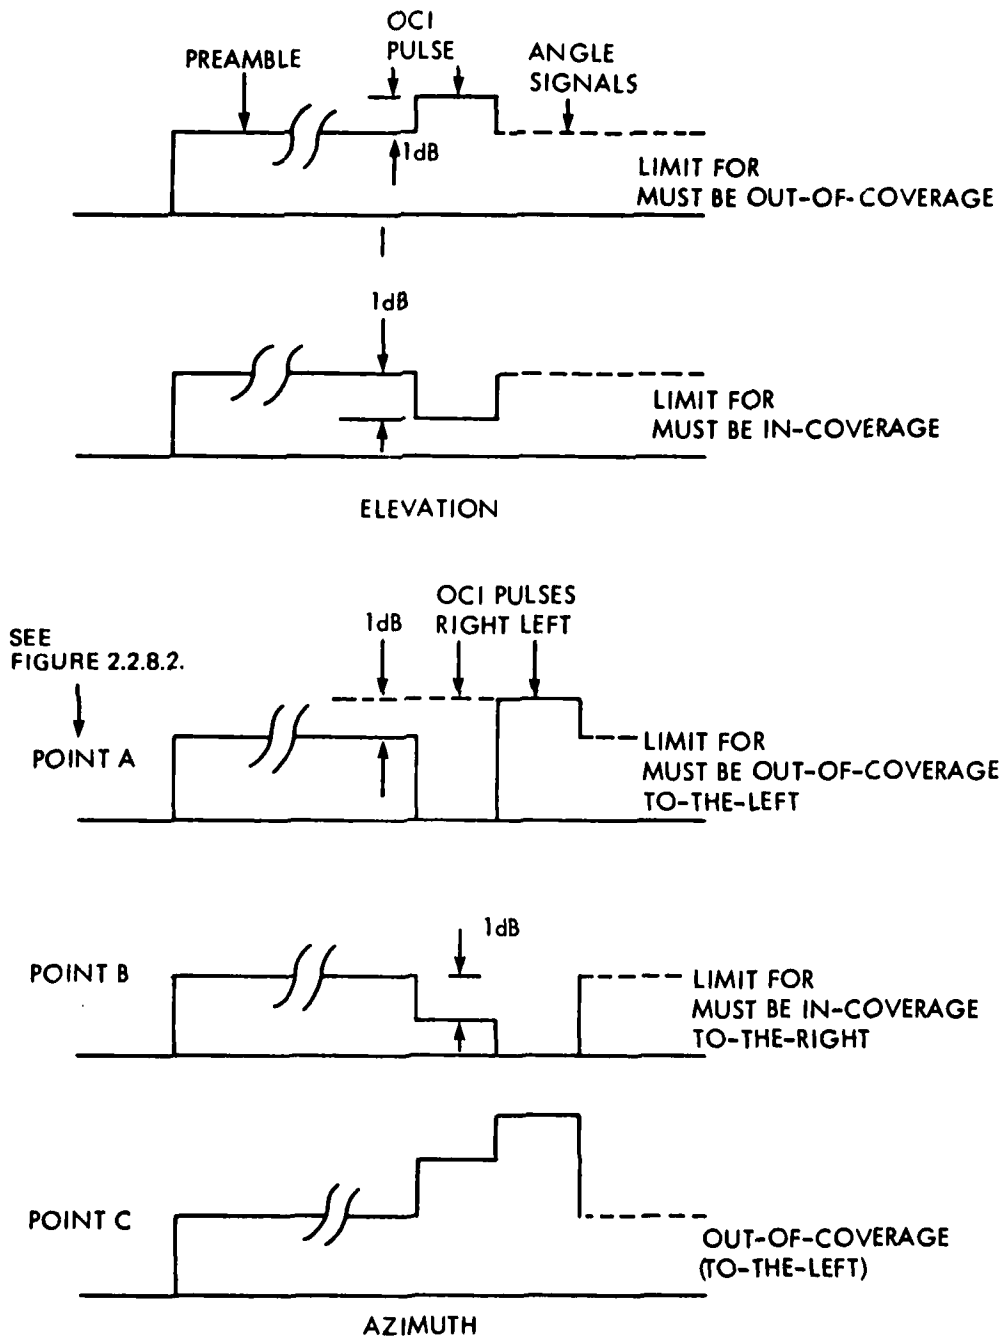 OCI
PULSE
PREAMBLE
ANGLE
SIGNALS
1dB
LIMIT FOR
MUST BE OUT-OF-COVERAGE
1dB
LIMIT FOR
MUST BE IN-COVERAGE
ELEVATION
OCI PULSES
RIGHT LEFT
1dB
SEE
FIGURE 2.2.8.2.
POINT A
LIMIT FOR
MUST BE OUT-OF-COVERAGE
TO-THE-LEFT
1dB
POINT B
LIMIT FOR
MUST BE IN-COVERAGE
TO-THE-RIGHT
POINT C
OUT-OF-COVERAGE
(TO-THE-LEFT)
AZIMUTH